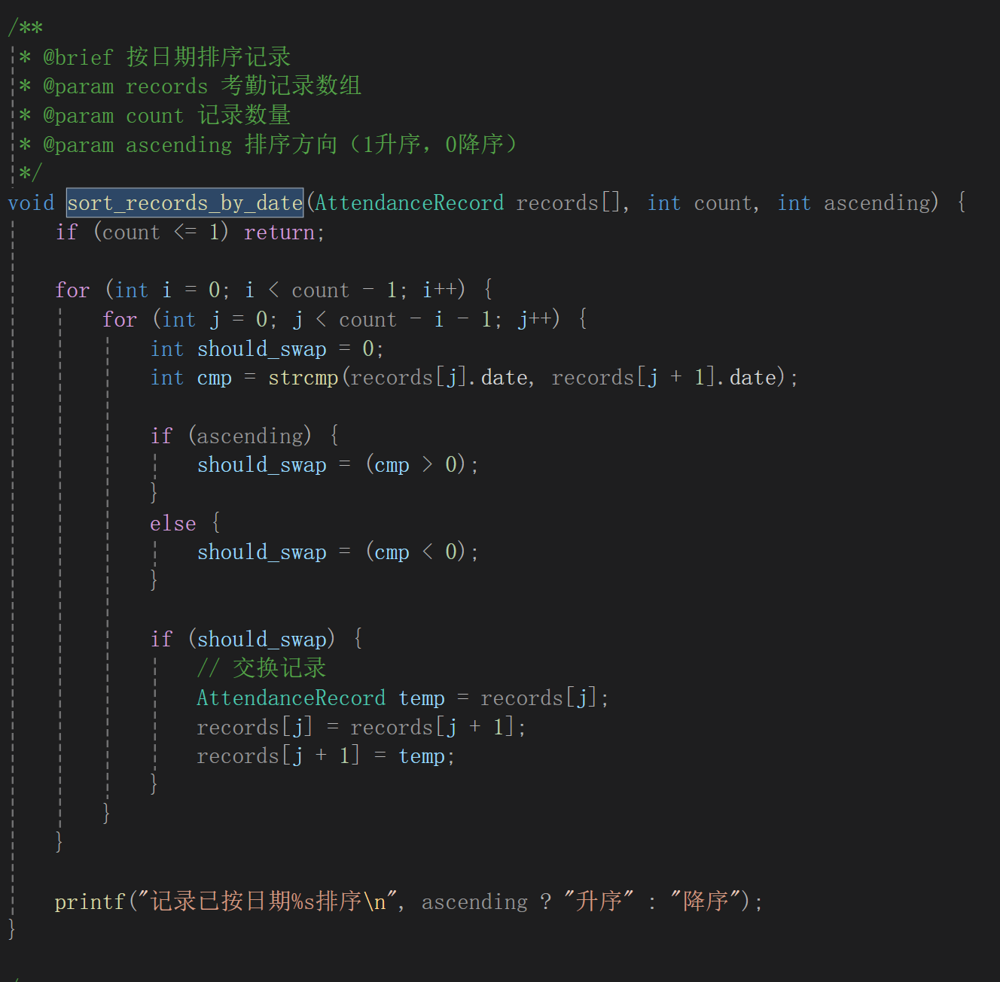 /**
* @brief 按日期排序记录
* @param records 考勤记录数组
* @param count 记录数量
* @param ascending 排序方向（1升序，0降序）
*/
void sort_records_by_date(AttendanceRecord records[], int count, int ascending) {
    if (count <= 1) return;
    for (int i = 0; i < count - 1; i++) {
        for (int j = 0; j < count - i - 1; j++) {
            int should_swap = 0;
            int cmp = strcmp(records[j].date, records[j + 1].date);
            if (ascending) {
                should_swap = (cmp > 0);
            }
            else {
                should_swap = (cmp < 0);
            }
            if (should_swap) {
                // 交换记录
                AttendanceRecord temp = records[j];
                records[j] = records[j + 1];
                records[j + 1] = temp;
            }
        }
    }
    printf("记录已按日期%s排序\n", ascending ? "升序" : "降序");
}